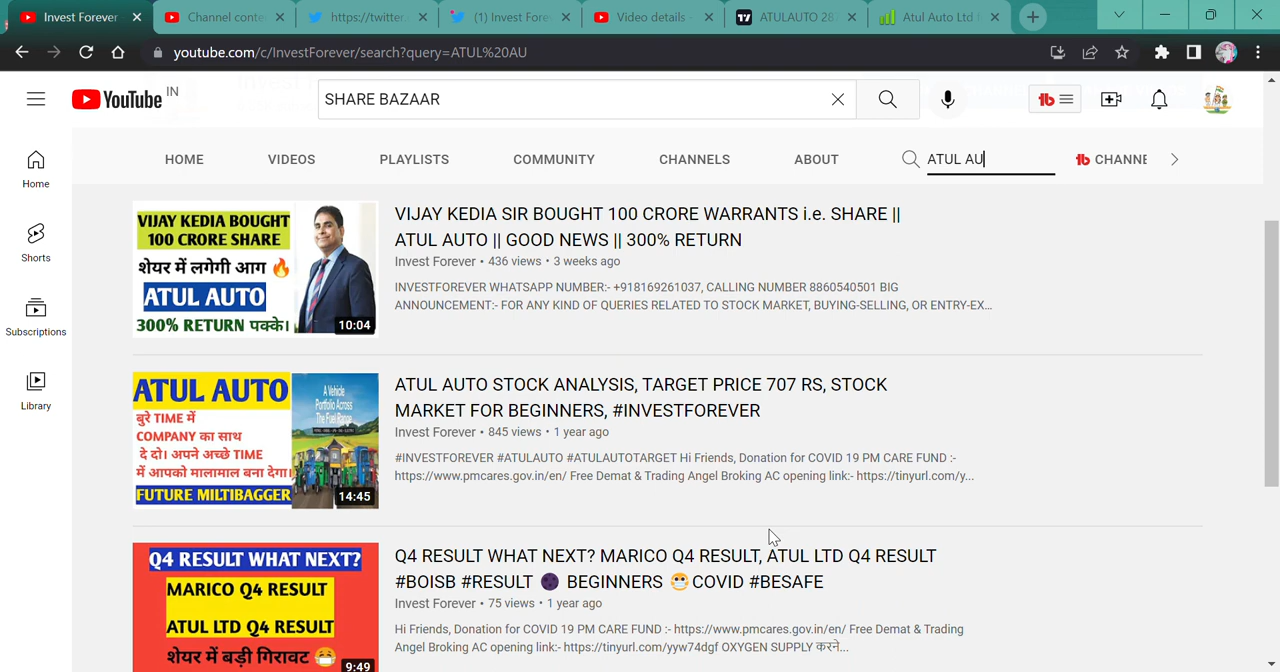 Invest Forever
Channel conte
https://twitter.
(1) Invest Fore
Video details -
ATULAUTO 28
Atul Auto Ltd
youtube.com/c/InvestForever/search?query=ATUL%20AU
YouTube IN
SHARE BAZAAR
HOME
VIDEOS
PLAYLISTS
COMMUNITY
CHANNELS
ABOUT
ATUL AU
CHANNE
Home
Shorts
Subscriptions
Library
VIJAY KEDIA BOUGHT
100 CRORE SHARE
शेयर में लगेगी आग 🔥
ATUL AUTO
300% RETURN पक्के।
10:04
VIJAY KEDIA SIR BOUGHT 100 CRORE WARRANTS i.e. SHARE ||
ATUL AUTO || GOOD NEWS || 300% RETURN
Invest Forever • 436 views • 3 weeks ago
INVESTFOREVER WHATSAPP NUMBER:- +918169261037, CALLING NUMBER 8860540501 BIG
ANNOUNCEMENT:- FOR ANY KIND OF QUERIES RELATED TO STOCK MARKET, BUYING-SELLING, OR ENTRY-EX...
ATUL AUTO
बुरे TIME में
COMPANY का साथ
दे दो। अपने अच्छे TIME
में आपको मालामाल बना देगा।
FUTURE MILTIBAGGER
A Vehicle
Portfolio Across
The Fuel Range
14:45
ATUL AUTO STOCK ANALYSIS, TARGET PRICE 707 RS, STOCK
MARKET FOR BEGINNERS, #INVESTFOREVER
Invest Forever • 845 views • 1 year ago
#INVESTFOREVER #ATULAUTO #ATULAUTOTARGET Hi Friends, Donation for COVID 19 PM CARE FUND :-
https://www.pmcares.gov.in/en/ Free Demat & Trading Angel Broking AC opening link:- https://tinyurl.com/y...
Q4 RESULT WHAT NEXT?
MARICO Q4 RESULT
ATUL LTD Q4 RESULT
शेयर में बड़ी गिरावट 😷
9:49
Q4 RESULT WHAT NEXT? MARICO Q4 RESULT, ATUL LTD Q4 RESULT
#BOISB #RESULT BEGINNERS 😷 COVID #BESAFE
Invest Forever • 75 views • 1 year ago
Hi Friends, Donation for COVID 19 PM CARE FUND :- https://www.pmcares.gov.in/en/ Free Demat & Trading
Angel Broking AC opening link:- https://tinyurl.com/yyw74dgf OXYGEN SUPPLY करने...